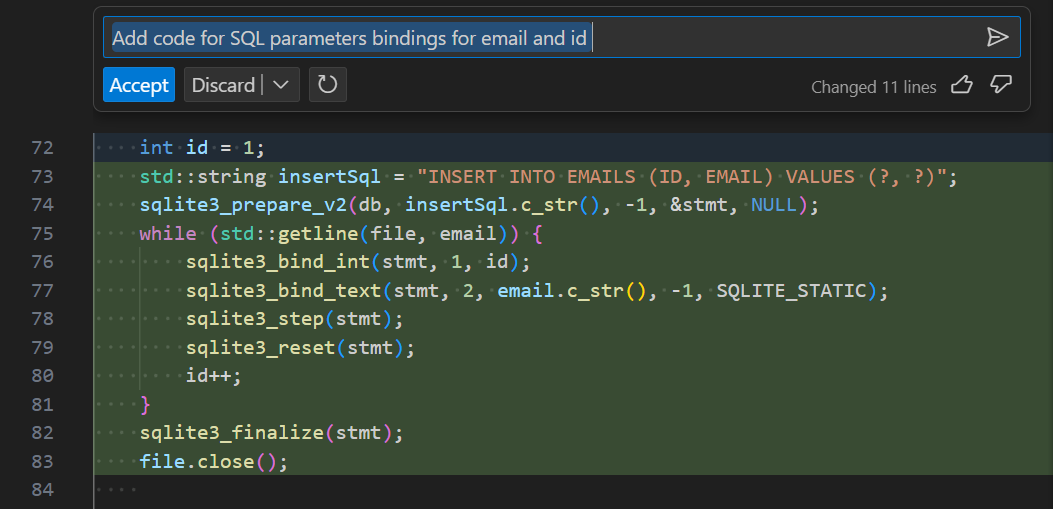 Add code for SQL parameters bindings for email and id
Accept Discard Changed 11 lines
72 int id = 1;
73 std::string insertSql = "INSERT INTO EMAILS (ID, EMAIL) VALUES (?, ?)";
74 sqlite3_prepare_v2(db, insertSql.c_str(), -1, &stmt, NULL);
75 while (std::getline(file, email)) {
76 sqlite3_bind_int(stmt, 1, id);
77 sqlite3_bind_text(stmt, 2, email.c_str(), -1, SQLITE_STATIC);
78 sqlite3_step(stmt);
79 sqlite3_reset(stmt);
80 id++;
81 }
82 sqlite3_finalize(stmt);
83 file.close();
84